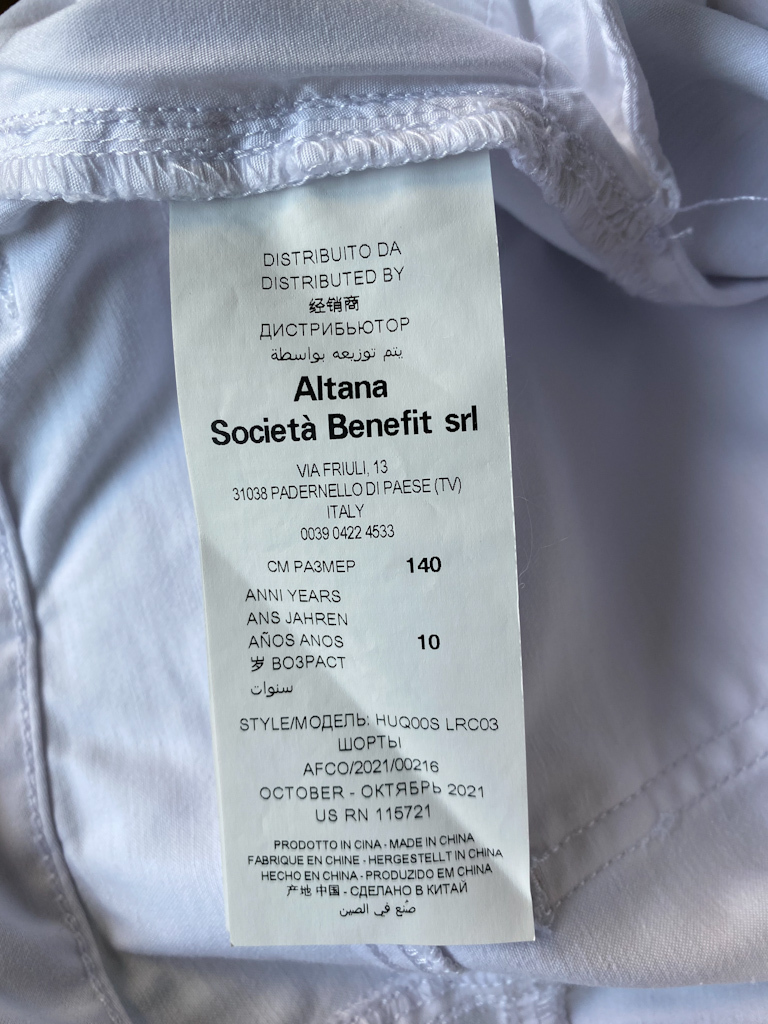 DISTRIBUITO DA
DISTRIBUTED BY
经销商
ДИСТРИБЬЮТОР
يتم توزيعه بواسطة
Altana
Società Benefit srl
VIA FRIULI, 13
31038 PADERNELLO DI PAESE (TV)
ITALY
0039 0422 4533
СМ РАЗМЕР 140
ANNI YEARS
ANS JAHREN
AÑOS ANOS 10
岁 ВОЗРАСТ
سنوات
STYLE/МОДЕЛЬ: HUQ00S LRC03
ШОРТЫ
AFCO/2021/00216
OCTOBER - ОКТЯБРЬ 2021
US RN 115721
PRODOTTO IN CINA - MADE IN CHINA
FABRIQUE EN CHINE - HERGESTELLT IN CHINA
HECHO EN CHINA - PRODUZIDO EM CHINA
产地 中国 - СДЕЛАНО В КИТАЙ
صنع في الصين